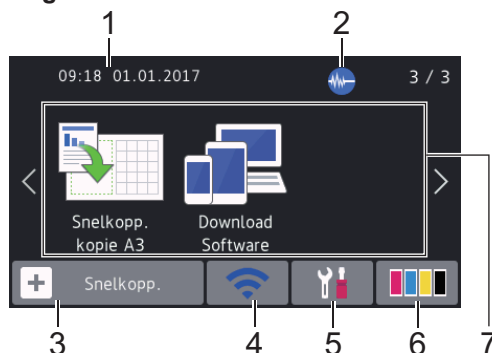 1 2
09:18 01.01.2017 3 / 3
Snelkopp. Download
kopie A3 Software
Snelkopp.
3 4 5 6 7